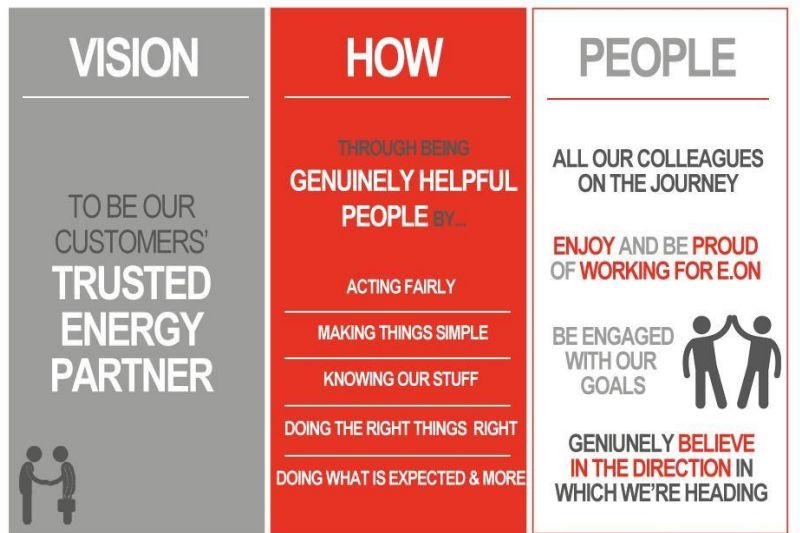 VISION
TO BE OUR
CUSTOMERS'
TRUSTED
ENERGY
PARTNER
HOW
THROUGH BEING
GENUINELY HELPFUL
PEOPLE BY...
ACTING FAIRLY
MAKING THINGS SIMPLE
KNOWING OUR STUFF
DOING THE RIGHT THINGS RIGHT
DOING WHAT IS EXPECTED & MORE
PEOPLE
ALL OUR COLLEAGUES
ON THE JOURNEY
ENJOY AND BE PROUD
OF WORKING FOR E.ON
BE ENGAGED
WITH OUR
GOALS
GENIUNELY BELIEVE
IN THE DIRECTION IN
WHICH WE'RE HEADING